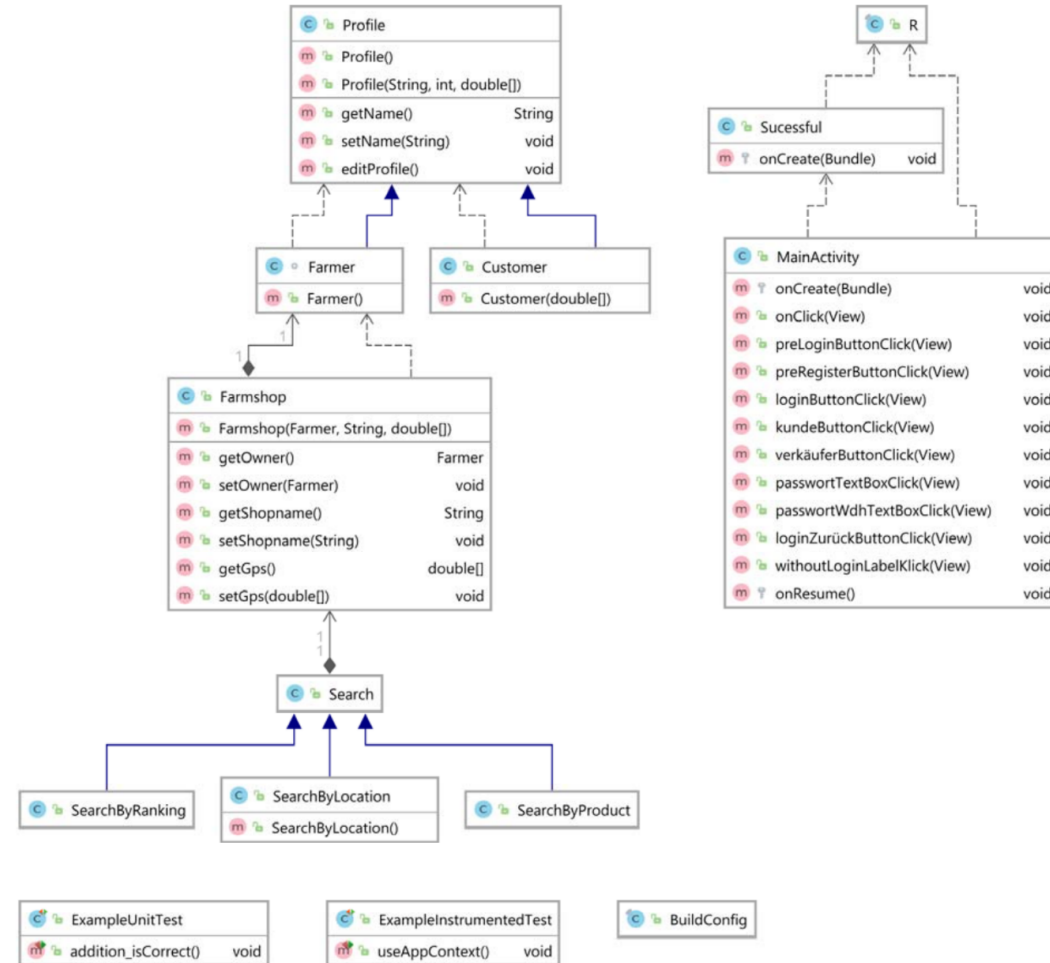 Profile
Profile()
Profile(String, int, double[])
getName() String
setName(String) void
editProfile() void
R
Sucessful
onCreate(Bundle) void
Farmer
Farmer()
Customer
Customer(double[])
MainActivity
onCreate(Bundle) void
onClick(View) void
preLoginButtonClick(View) void
preRegisterButtonClick(View) void
loginButtonClick(View) void
kundeButtonClick(View) void
verkäuferButtonClick(View) void
passwortTextBoxClick(View) void
passwortWdhTextBoxClick(View) void
loginZurückButtonClick(View) void
withoutLoginLabelKlick(View) void
onResume() void
1
1
Farmshop
Farmshop(Farmer, String, double[])
getOwner() Farmer
setOwner(Farmer) void
getShopname() String
setShopname(String) void
getGps() double[]
setGps(double[]) void
1
1
Search
SearchByRanking
SearchByLocation
SearchByLocation()
SearchByProduct
ExampleUnitTest
addition_isCorrect() void
ExampleInstrumentedTest
useAppContext() void
BuildConfig